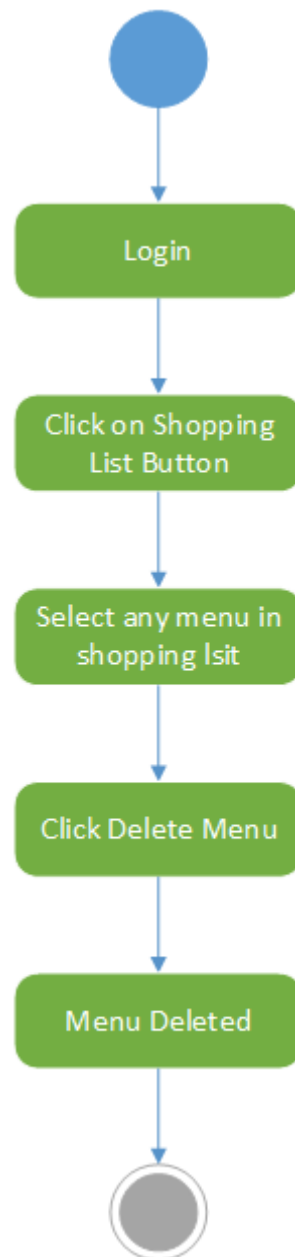 Login
Click on Shopping
List Button
Select any menu in
shopping lsit
Click Delete Menu
Menu Deleted